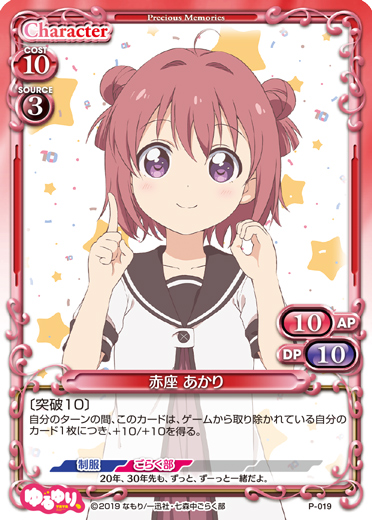 Precious Memories
Character
COST
10
SOURCE
3
10 AP
DP 10
赤座 あかり
〔突破10〕
自分のターンの間、このカードは、ゲームから取り除かれている自分の
カード1枚につき、+10/+10を得る。
制服 ごらく部
20年、30年先も、ずっと、ずーっと一緒だよ。
ゆるゆり、
©2019 なもり/一迅社・七森中ごらく部
P-019